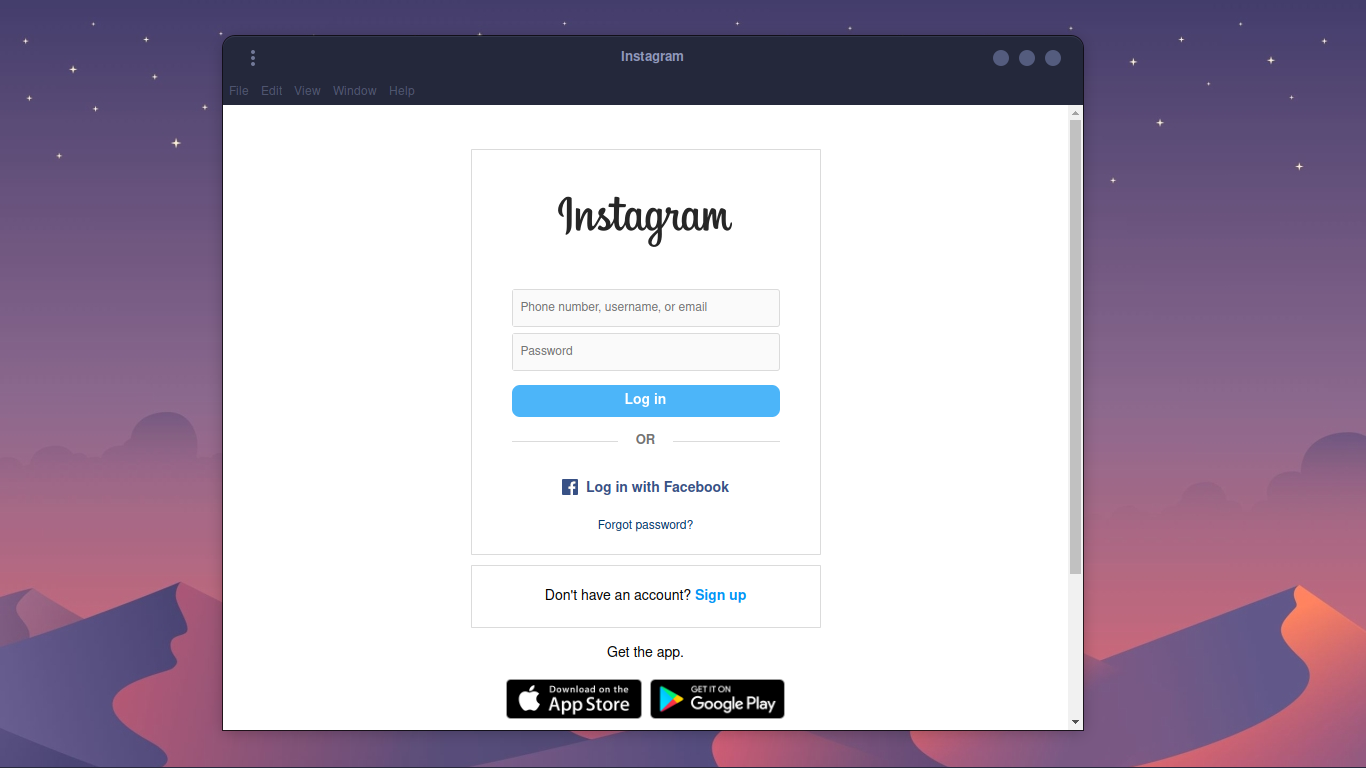 Instagram
File Edit View Window Help
Instagram
Phone number, username, or email
Password
Log in
OR
Log in with Facebook
Forgot password?
Don't have an account? Sign up
Get the app.
Download on the
App Store
GET IT ON
Google Play